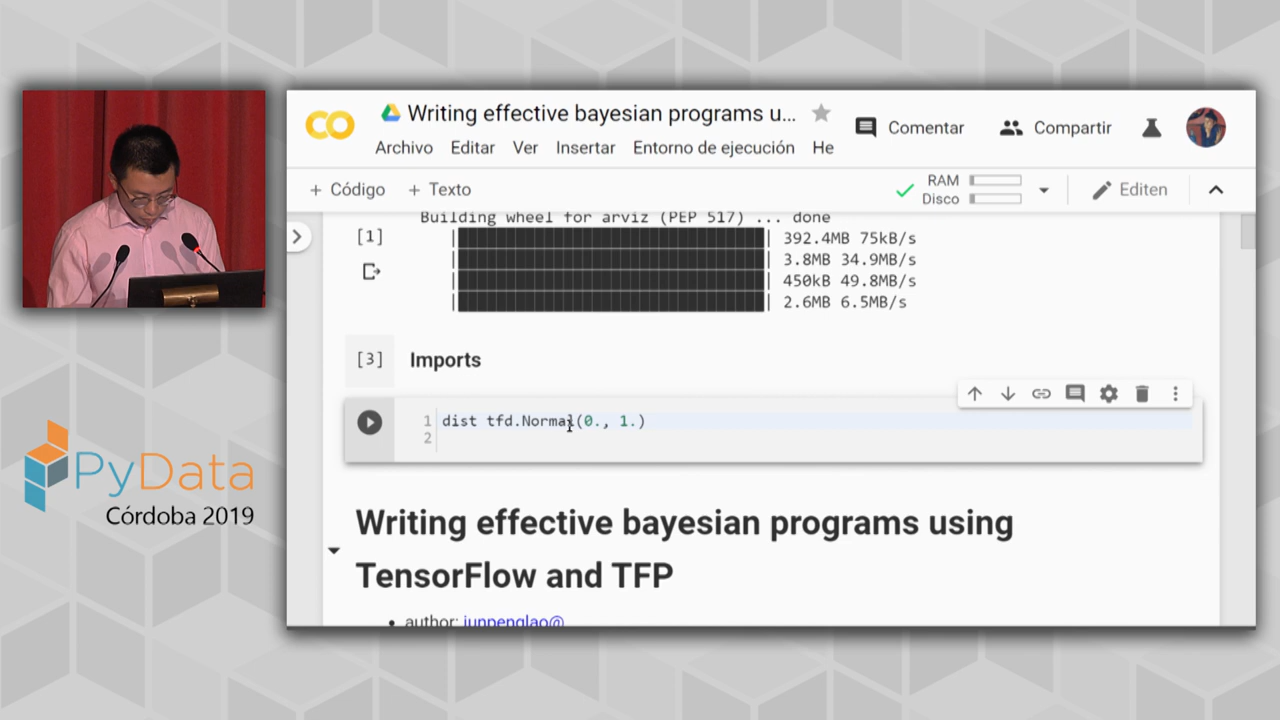 CO
Writing effective bayesian programs u...
Comentar
Compartir
Archivo Editar Ver Insertar Entorno de ejecución He
+ Código + Texto
RAM
Disco
Editen
Building wheel for arviz (PEP 517) ... done
[1]
392.4MB 75kB/s
3.8MB 34.9MB/s
450kB 49.8MB/s
2.6MB 6.5MB/s
[3] Imports
1 dist tfd.Normal(0., 1.)
2
Writing effective bayesian programs using
TensorFlow and TFP
• author: junpenglao@
PyData
Córdoba 2019